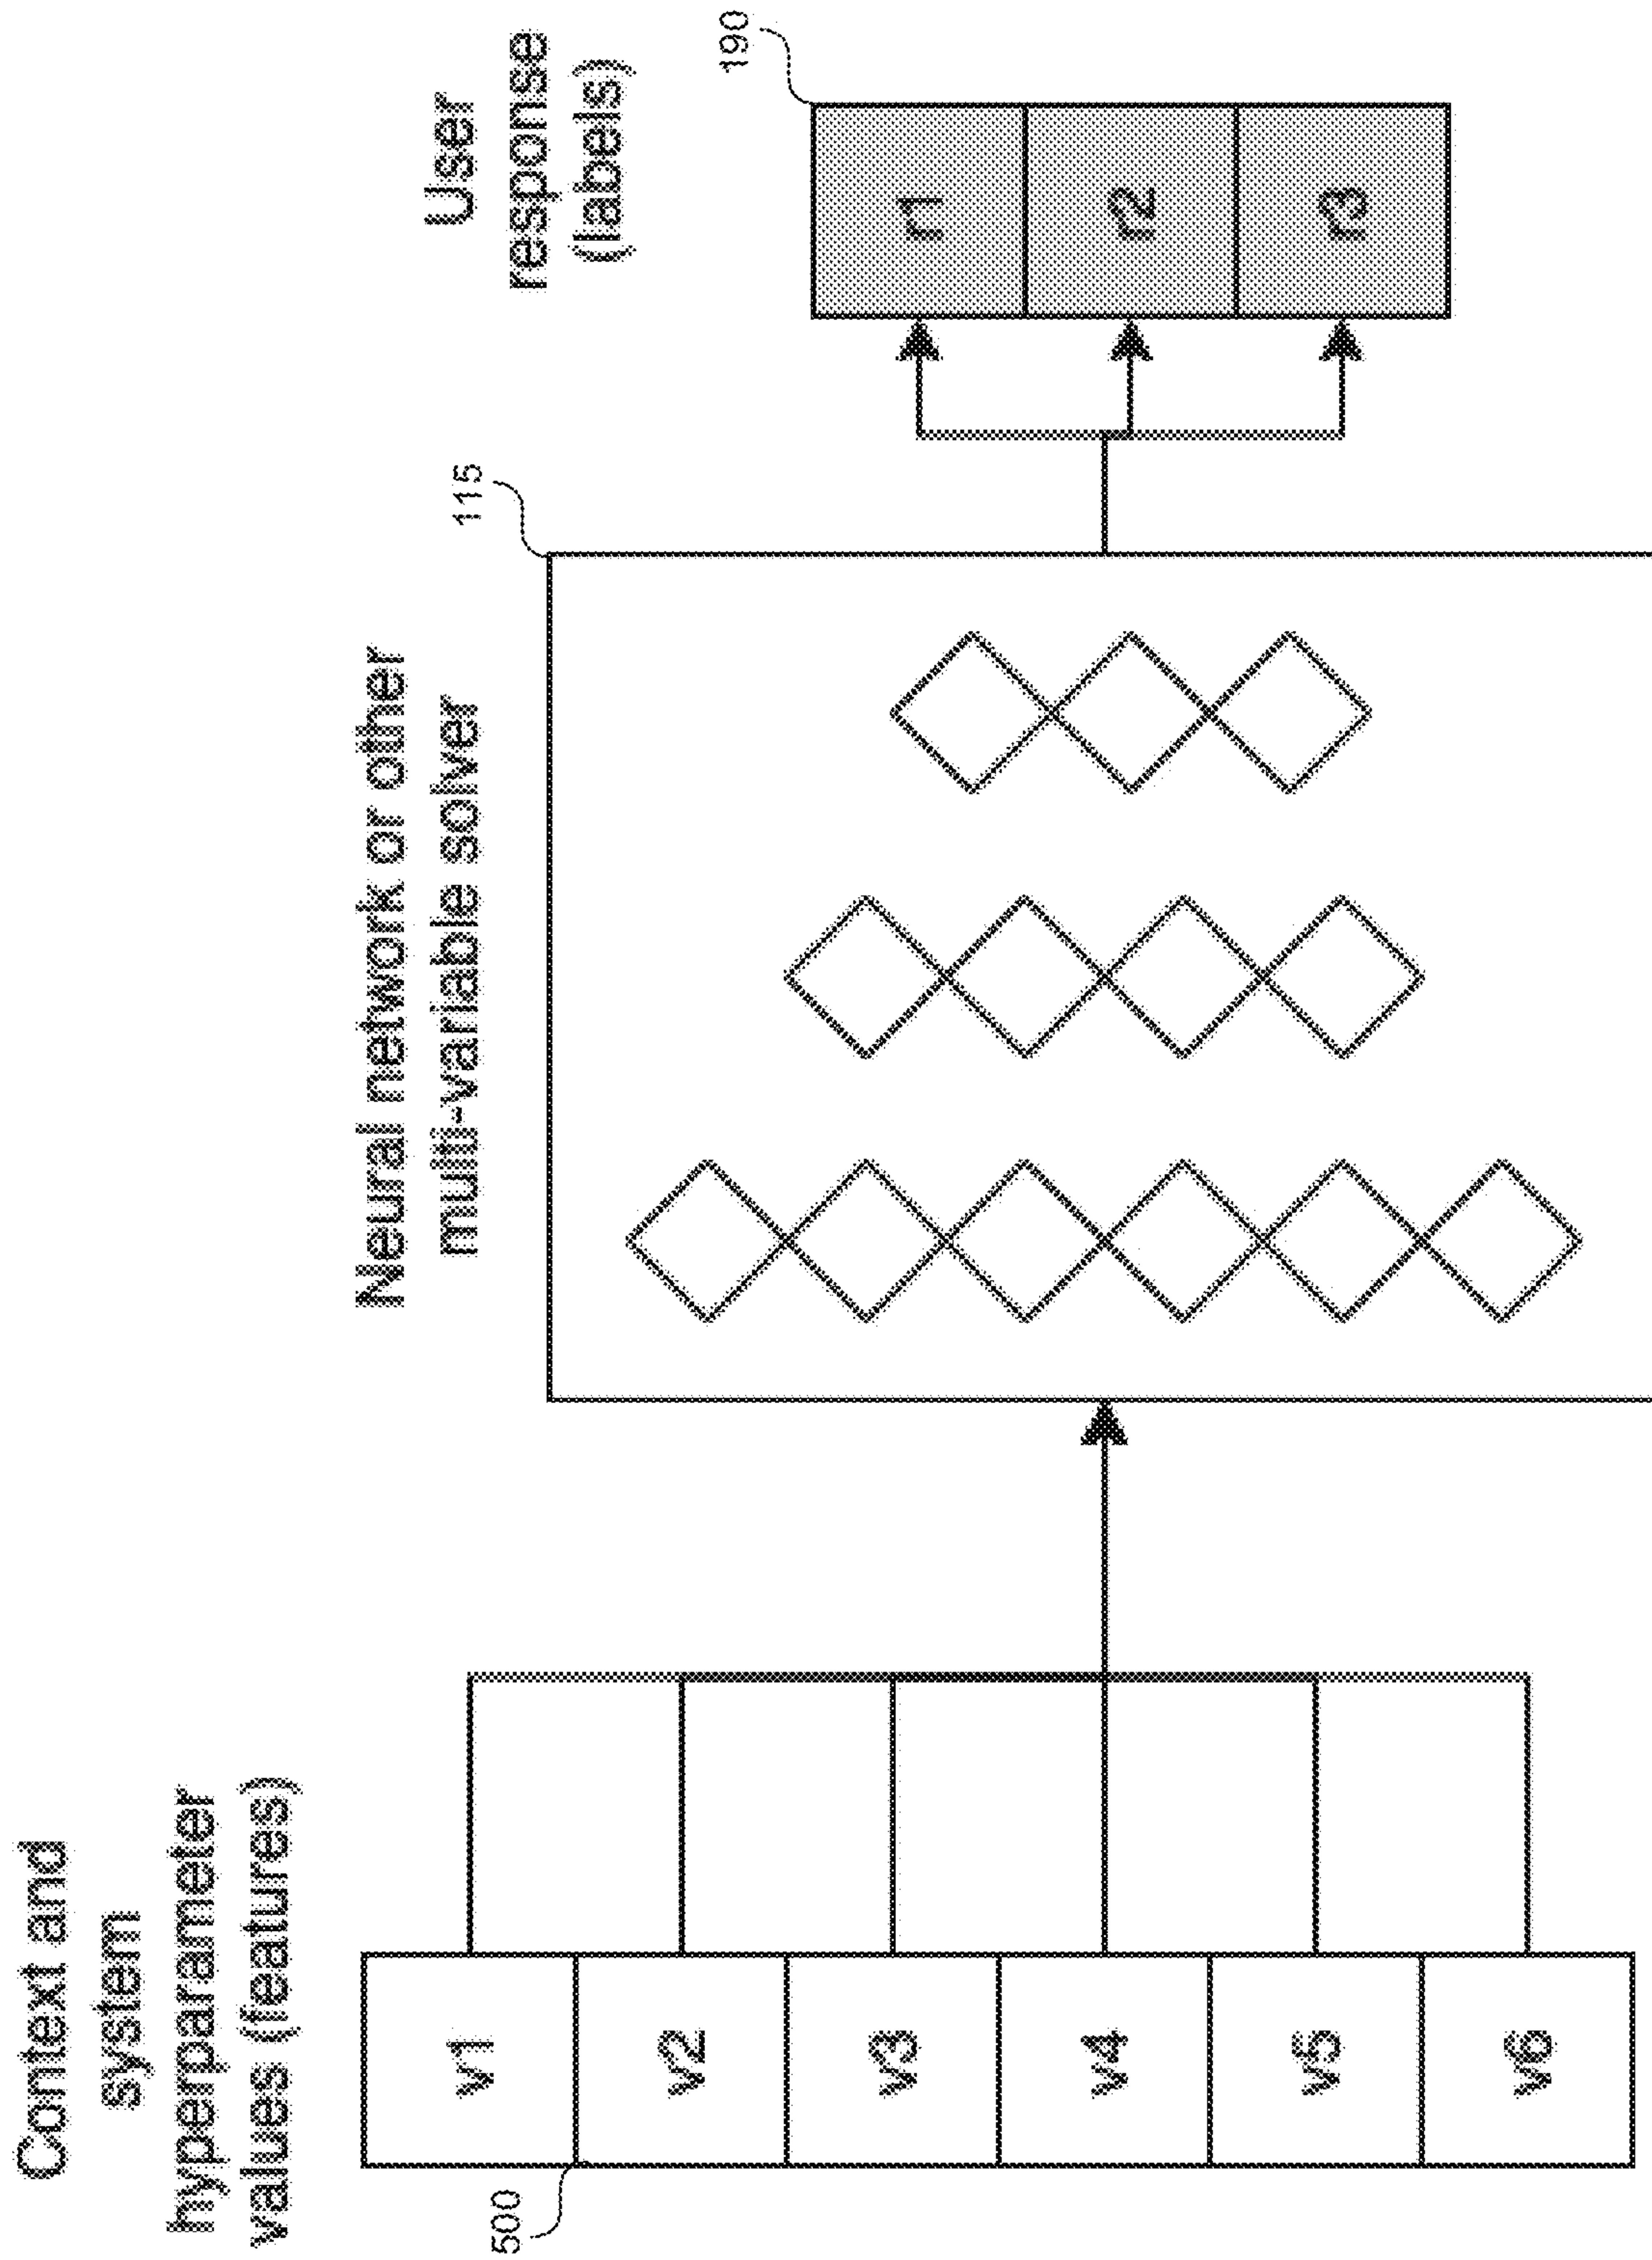 Context and
system
hyperparameter
values (features)
500
v1
v2
v3
v4
v5
v6
Neural network or other
multi-variable solver
115
User
response
(labels)
190
r1
r2
r3